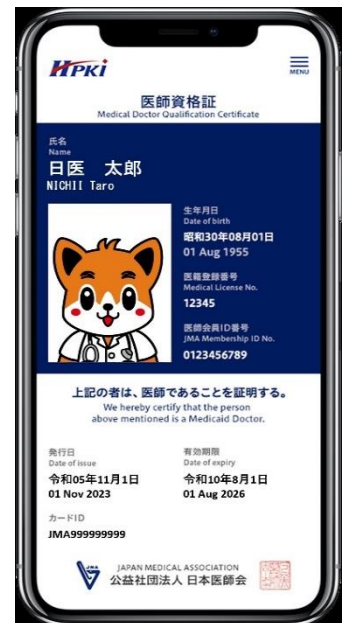 HPKI
MENU
医師資格証
Medical Doctor Qualification Certificate
氏名
Name
日医 太郎
NICHII Taro
生年月日
Date of birth
昭和30年08月01日
01 Aug 1955
医籍登録番号
Medical License No.
12345
医師会員ID番号
JMA Membership ID No.
0123456789
上記の者は、医師であることを証明する。
We hereby certify that the person
above mentioned is a Medicaid Doctor.
発行日
Date of issue
令和05年11月1日
01 Nov 2023
有効期限
Date of expiry
令和10年8月1日
01 Aug 2026
カードID
JMA999999999
JMA
JAPAN MEDICAL ASSOCIATION
公益社団法人 日本医師会